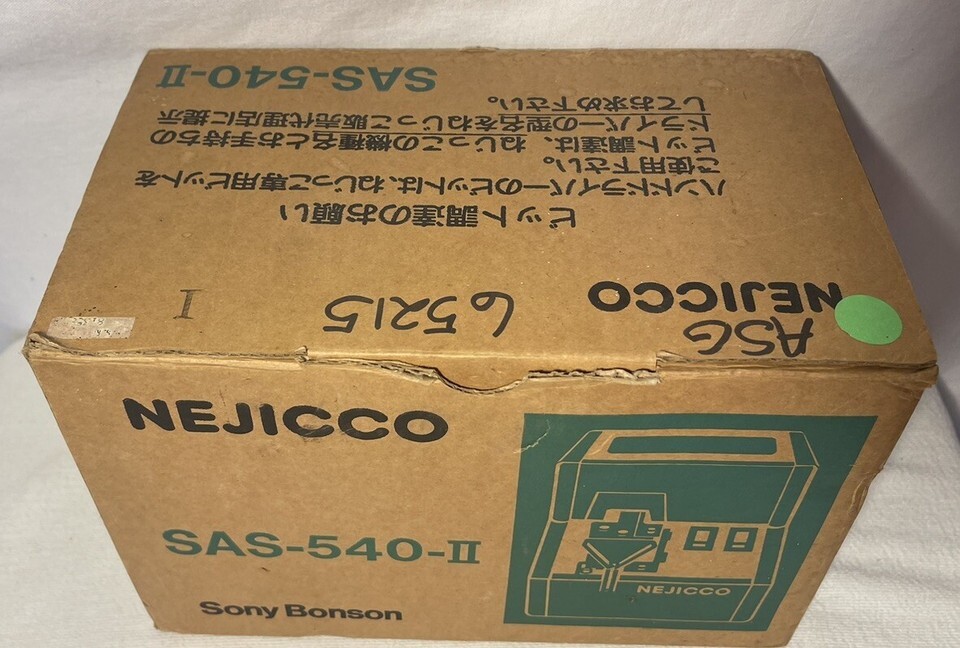 NEJICCO
ビット調達のお願い
ハンドドライバーのビットは、ねじっこ専用ビットを
ご使用下さい。
ビット調達は、ねじっこの機種名とお手持ちの
ドライバーの型名をねじっこ販売代理店に提示
してお求め下さい。
SAS-540-II
ASG
65215
I
NEJICCO
SAS-540-II
Sony Bonson
NEJICCO